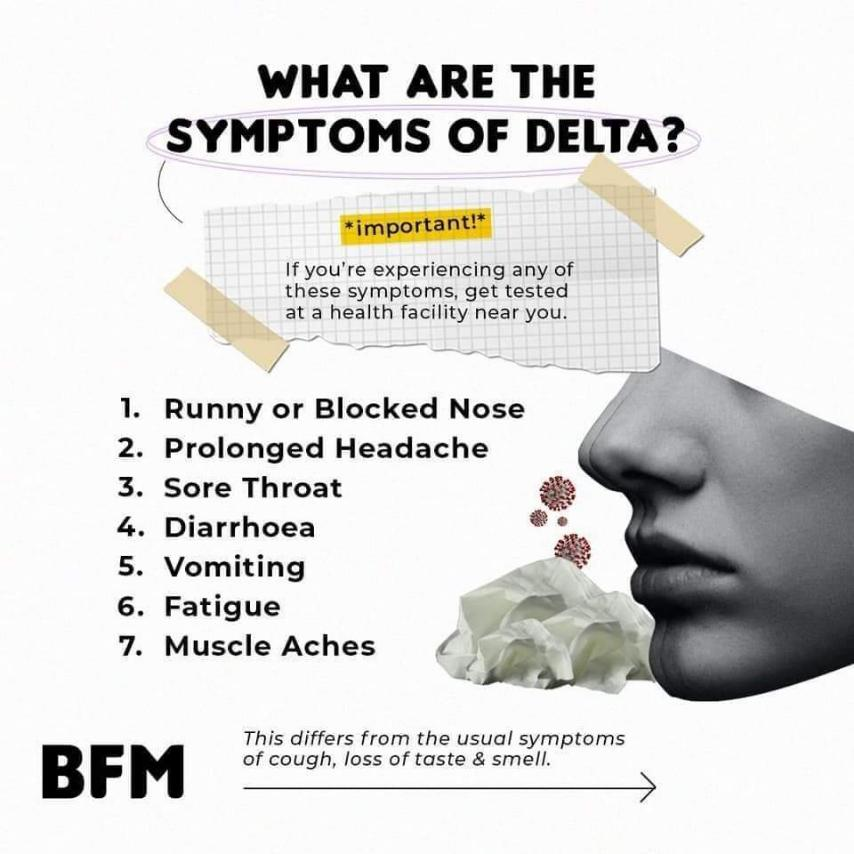 WHAT ARE THE
SYMPTOMS OF DELTA?
*important!*
If you're experiencing any of
these symptoms, get tested
at a health facility near you.
1. Runny or Blocked Nose
2. Prolonged Headache
3. Sore Throat
4. Diarrhoea
5. Vomiting
6. Fatigue
7. Muscle Aches
BFM
This differs from the usual symptoms
of cough, loss of taste & smell.